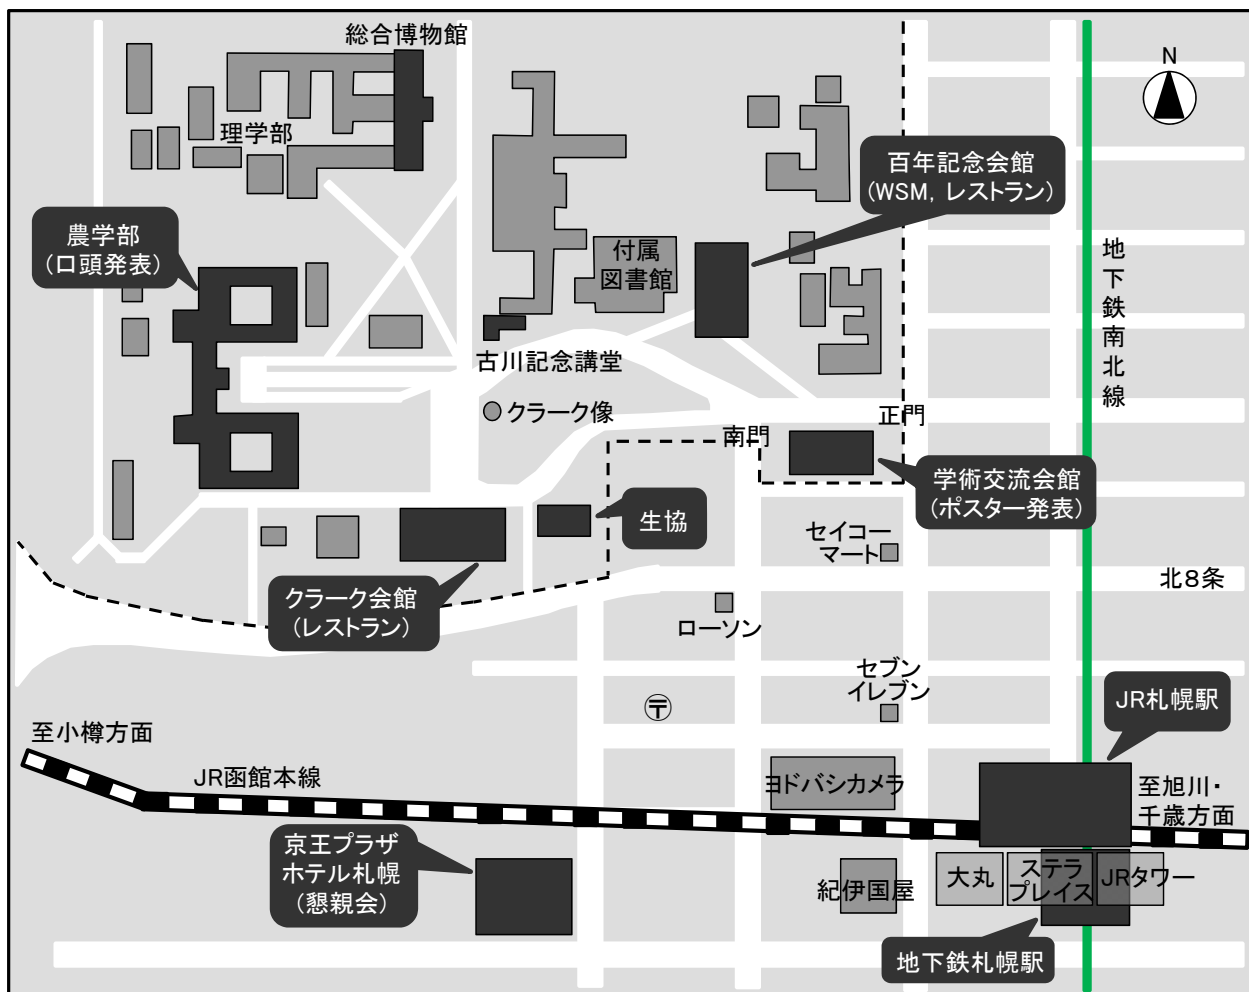 総合博物館
N
理学部
百年記念会館
(WSM, レストラン)
農学部
(口頭発表)
付属
図書館
地下鉄南北線
古川記念講堂
クラーク像
正門
南門
学術交流会館
(ポスター発表)
生協
セイコー
マート
北8条
クラーク会館
(レストラン)
ローソン
セブン
イレブン
〒
JR札幌駅
至小樽方面
JR函館本線
ヨドバシカメラ
至旭川・
千歳方面
京王プラザ
ホテル札幌
(懇親会)
紀伊国屋
大丸
ステラ
プレイス
JRタワー
地下鉄札幌駅